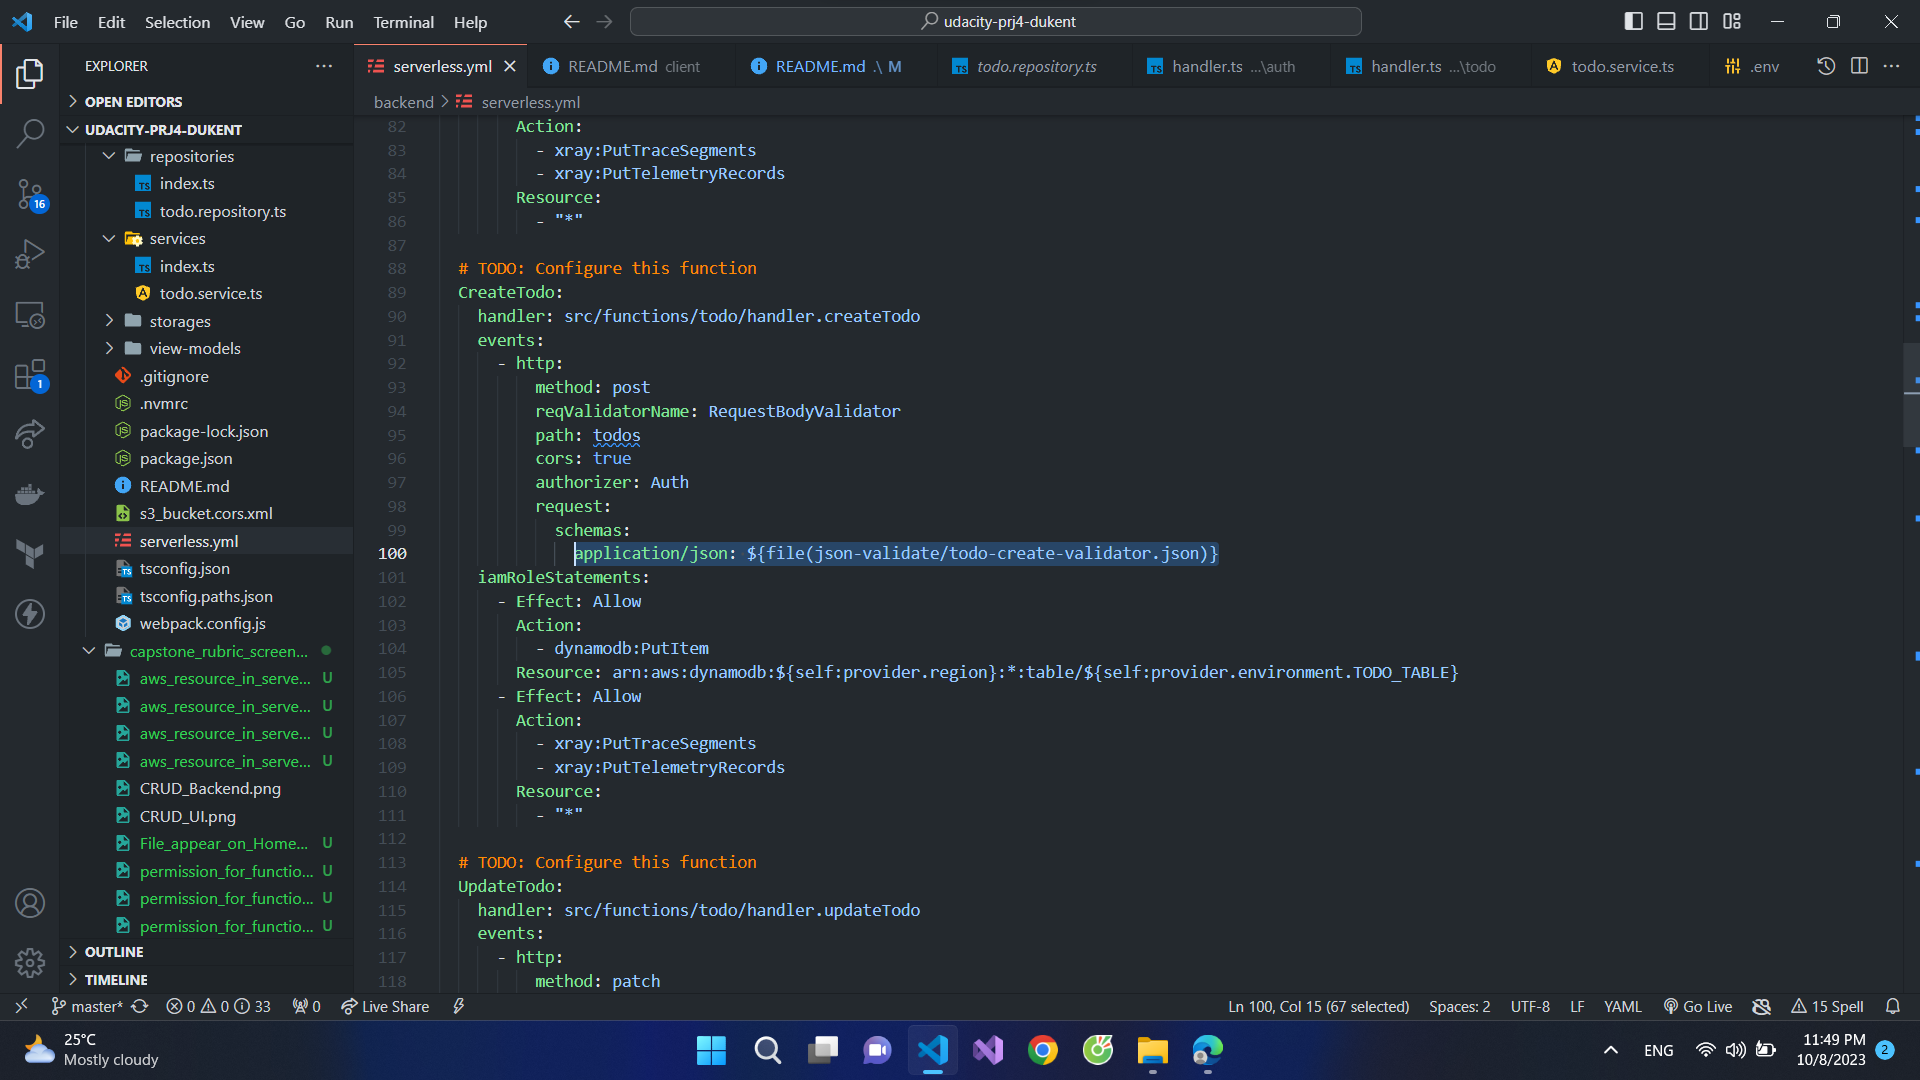 File Edit Selection View Go Run Terminal Help
udacity-prj4-dukent
EXPLORER
OPEN EDITORS
UDACITY-PRJ4-DUKENT
repositories
index.ts
todo.repository.ts
services
index.ts
todo.service.ts
storages
view-models
.gitignore
.nvmrc
package-lock.json
package.json
README.md
s3_bucket.cors.xml
serverless.yml
tsconfig.json
tsconfig.paths.json
webpack.config.js
capstone_rubric_screen...
aws_resource_in_serve... U
aws_resource_in_serve... U
aws_resource_in_serve... U
aws_resource_in_serve... U
CRUD_Backend.png
CRUD_UI.png
File_appear_on_Home... U
permission_for_functio... U
permission_for_functio... U
permission_for_functio... U
OUTLINE
TIMELINE
16
1
serverless.yml README.md client README.md .\ M todo.repository.ts handler.ts ...\auth handler.ts ...\todo todo.service.ts .env
backend > serverless.yml
82 Action:
83 - xray:PutTraceSegments
84 - xray:PutTelemetryRecords
85 Resource:
86 - "*"
87
88 # TODO: Configure this function
89 CreateTodo:
90 handler: src/functions/todo/handler.createTodo
91 events:
92 - http:
93 method: post
94 reqValidatorName: RequestBodyValidator
95 path: todos
96 cors: true
97 authorizer: Auth
98 request:
99 schemas:
100 application/json: ${file(json-validate/todo-create-validator.json)}
101 iamRoleStatements:
102 - Effect: Allow
103 Action:
104 - dynamodb:PutItem
105 Resource: arn:aws:dynamodb:${self:provider.region}:*:table/${self:provider.environment.TODO_TABLE}
106 - Effect: Allow
107 Action:
108 - xray:PutTraceSegments
109 - xray:PutTelemetryRecords
110 Resource:
111 - "*"
112
113 # TODO: Configure this function
114 UpdateTodo:
115 handler: src/functions/todo/handler.updateTodo
116 events:
117 - http:
118 method: patch
master* 0 0 33 0 Live Share Ln 100, Col 15 (67 selected) Spaces: 2 UTF-8 LF YAML Go Live 15 Spell
25°C
Mostly cloudy
ENG
11:49 PM
10/8/2023
2